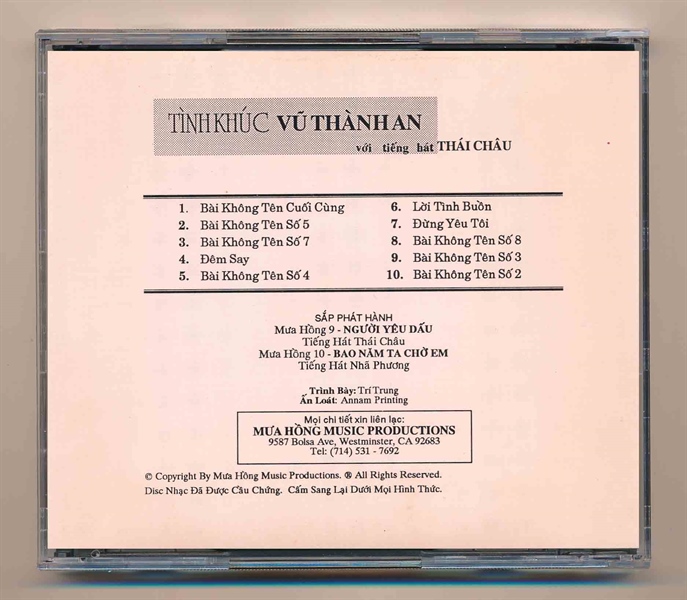 TÌNH KHÚC VŨ THÀNH AN
với tiếng hát THÁI CHÂU
1. Bài Không Tên Cuối Cùng
2. Bài Không Tên Số 5
3. Bài Không Tên Số 7
4. Đêm Say
5. Bài Không Tên Số 4
6. Lời Tình Buồn
7. Đừng Yêu Tôi
8. Bài Không Tên Số 8
9. Bài Không Tên Số 3
10. Bài Không Tên Số 2
SẮP PHÁT HÀNH
Mưa Hồng 9 - NGƯỜI YÊU DẤU
Tiếng Hát Thái Châu
Mưa Hồng 10 - BAO NĂM TA CHỜ EM
Tiếng Hát Nhã Phương
Trình Bày: Trí Trung
Ấn Loát: Annam Printing
Mọi chi tiết xin liên lạc:
MƯA HỒNG MUSIC PRODUCTIONS
9587 Bolsa Ave, Westminster, CA 92683
Tel: (714) 531 - 7692
© Copyright By Mưa Hồng Music Productions. ® All Rights Reserved.
Disc Nhạc Đã Được Cầu Chứng. Cấm Sang Lại Dưới Mọi Hình Thức.